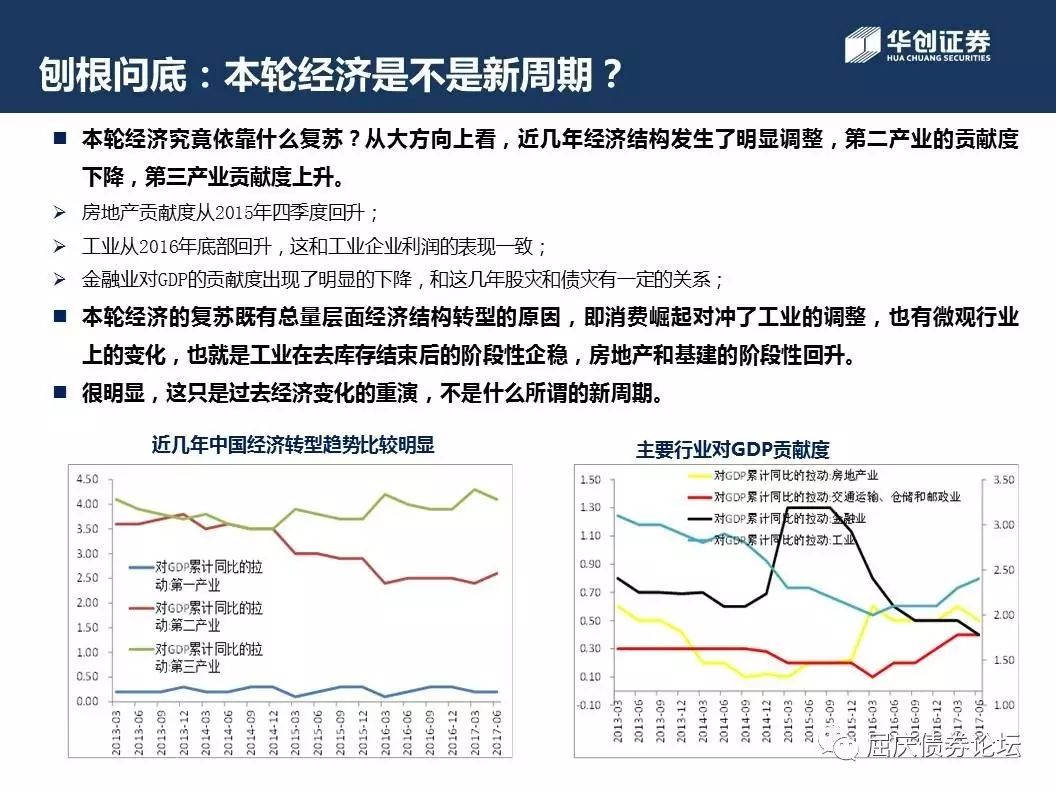 华创证券
HUA CHUANG SECURITIES
刨根问底：本轮经济是不是新周期？
本轮经济究竟依靠什么复苏？从大方向上看，近几年经济结构发生了明显调整，第二产业的贡献度
下降，第三产业贡献度上升。
房地产贡献度从2015年四季度回升；
工业从2016年底部回升，这和工业企业利润的表现一致；
金融业对GDP的贡献度出现了明显的下降，和这几年股灾和债灾有一定的关系；
本轮经济的复苏既有总量层面经济结构转型的原因，即消费崛起对冲了工业的调整，也有微观行业
上的变化，也就是工业在去库存结束后的阶段性企稳，房地产和基建的阶段性回升。
很明显，这只是过去经济变化的重演，不是什么所谓的新周期。
近几年中国经济转型趋势比较明显
4.50
4.00
3.50
3.00
2.50
2.00
1.50
1.00
0.50
0.00
对GDP累计同比的拉
动:第一产业
对GDP累计同比的拉
动:第二产业
对GDP累计同比的拉
动:第三产业
2013-03
2013-06
2013-09
2013-12
2014-03
2014-06
2014-09
2014-12
2015-03
2015-06
2015-09
2015-12
2016-03
2016-06
2016-09
2016-12
2017-03
2017-06
主要行业对GDP贡献度
1.50
1.30
1.10
0.90
0.70
0.50
0.30
0.10
-0.10
对GDP累计同比的拉动:房地产业
对GDP累计同比的拉动:交通运输、仓储和邮政业
对GDP累计同比的拉动:金融业
对GDP累计同比的拉动:工业
3.50
3.00
2.50
2.00
1.50
1.00
2013-03
2013-06
2013-09
2013-12
2014-03
2014-06
2014-09
2014-12
2015-03
2015-06
2015-09
2015-12
2016-03
2016-06
2016-09
2016-12
2017-03
2017-06
屈庆债券论坛